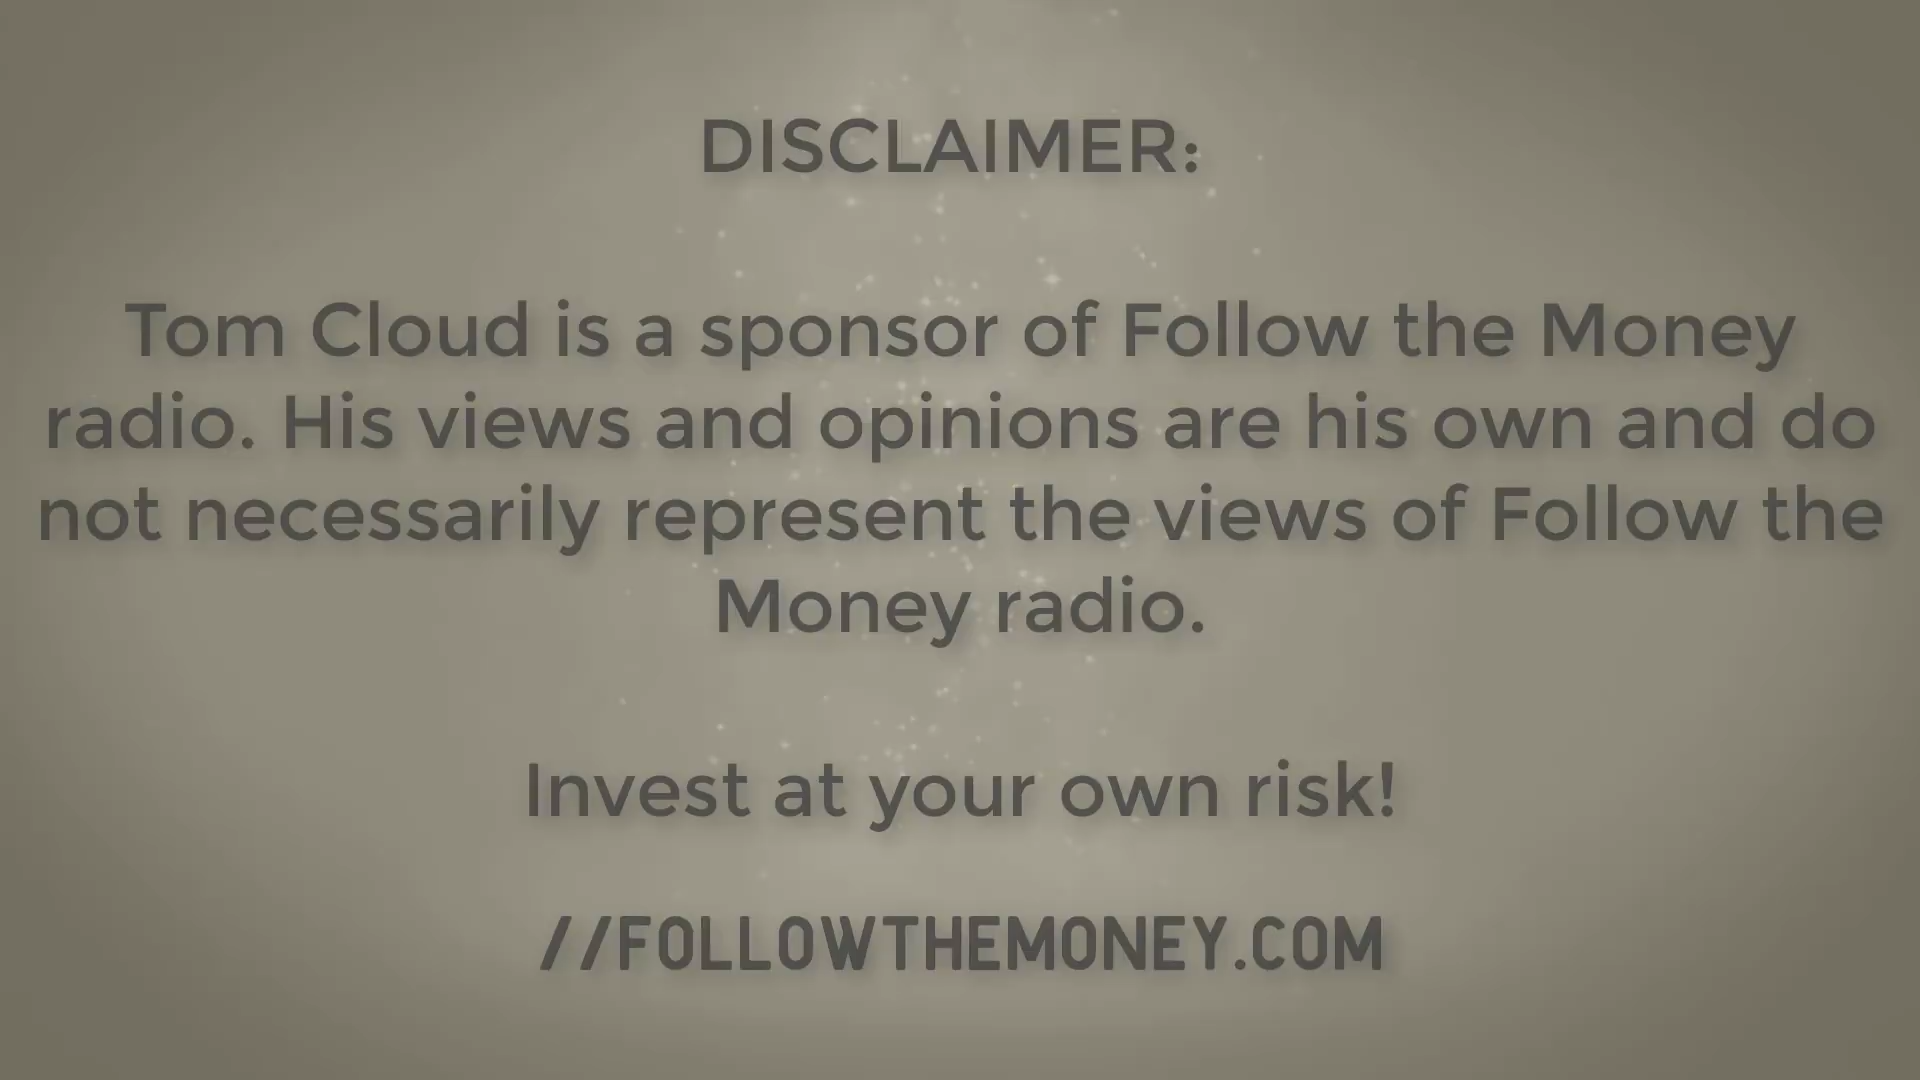 DISCLAIMER:
Tom Cloud is a sponsor of Follow the Money
radio. His views and opinions are his own and do
not necessarily represent the views of Follow the
Money radio.
Invest at your own risk!
//FOLLOWTHEMONEY.COM